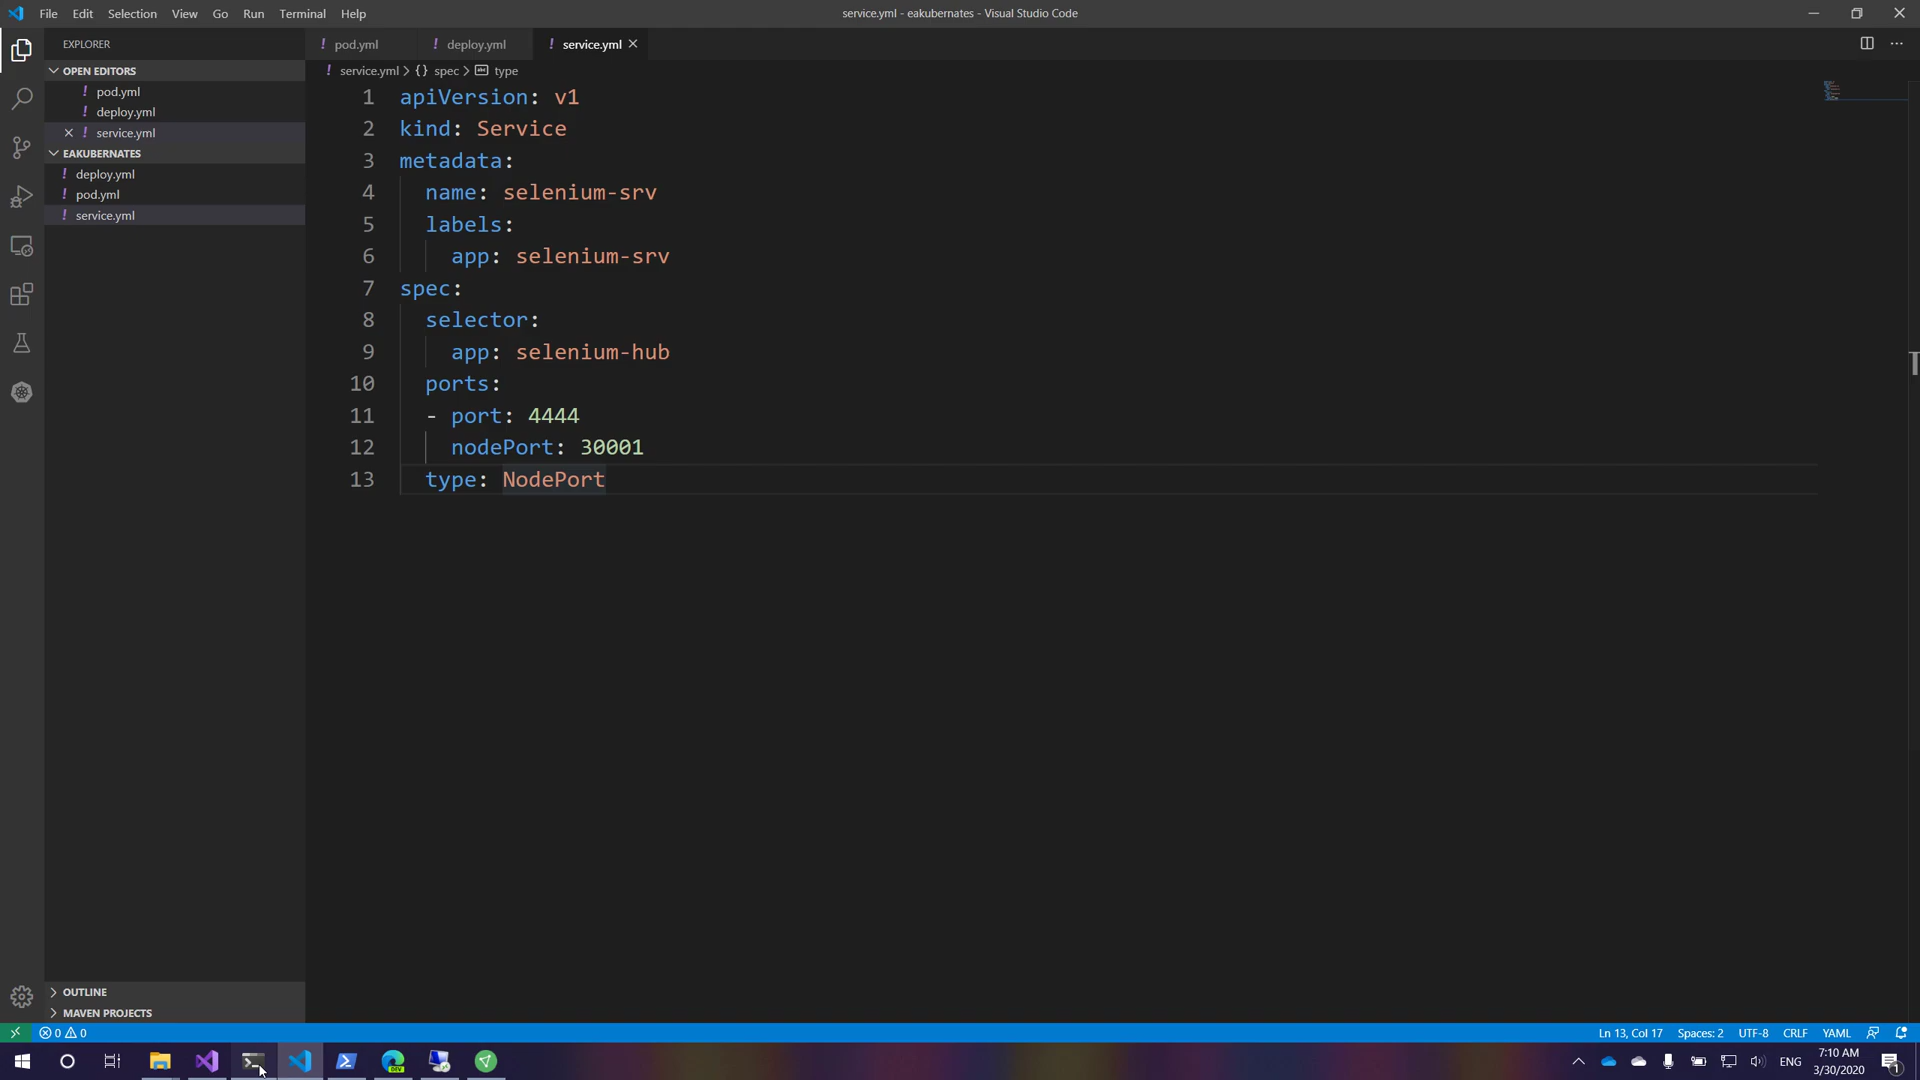 File Edit Selection View Go Run Terminal Help
service.yml - eakubernates - Visual Studio Code
EXPLORER
OPEN EDITORS
! pod.yml
! deploy.yml
! service.yml
EAKUBERNATES
! deploy.yml
! pod.yml
! service.yml
OUTLINE
MAVEN PROJECTS
! pod.yml ! deploy.yml ! service.yml
! service.yml > {} spec > abc type
1 apiVersion: v1
2 kind: Service
3 metadata:
4 name: selenium-srv
5 labels:
6 app: selenium-srv
7 spec:
8 selector:
9 app: selenium-hub
10 ports:
11 - port: 4444
12 nodePort: 30001
13 type: NodePort
0 0
Ln 13, Col 17 Spaces: 2 UTF-8 CRLF YAML
DEV
ENG
7:10 AM
3/30/2020
1